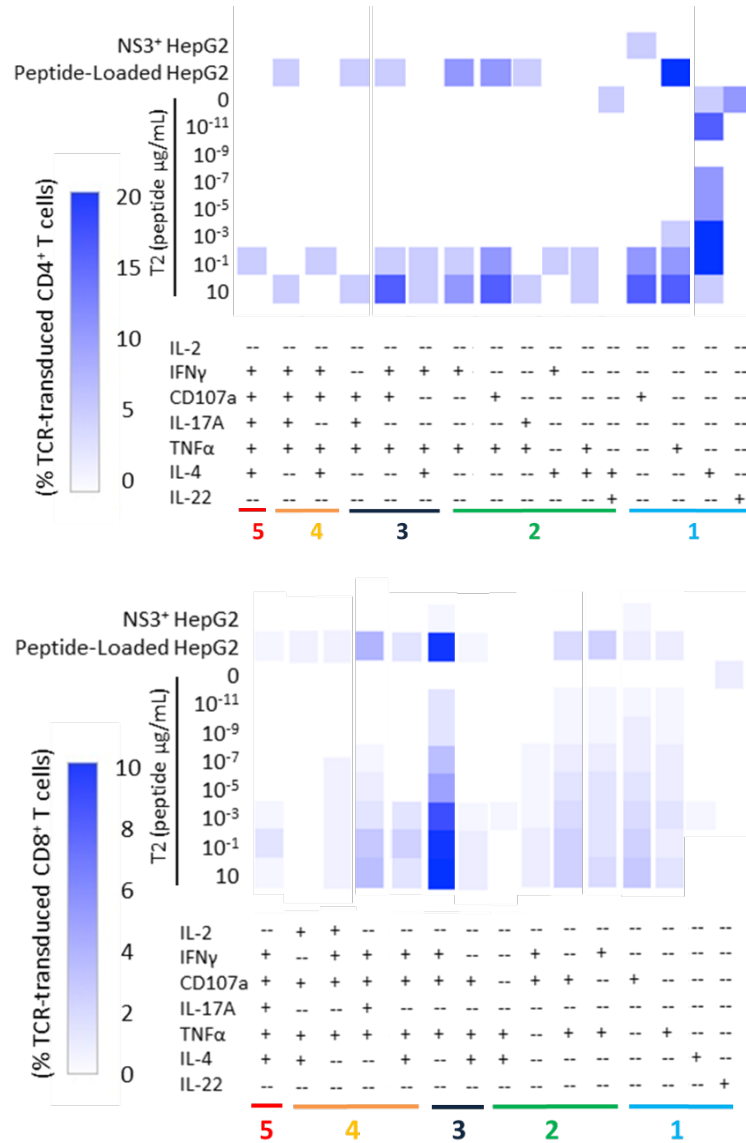 NS3⁺ HepG2
Peptide-Loaded HepG2
0
10⁻¹¹
10⁻⁹
10⁻⁷
10⁻⁵
10⁻³
10⁻¹
10
T2 (peptide µg/mL)
(% TCR-transduced CD4⁺ T cells)
20
15
10
5
0
IL-2 -- -- -- -- -- -- -- -- -- -- -- -- -- -- -- --
IFNγ + + + -- + + + -- -- + -- -- -- -- -- --
CD107a + + + + + -- -- + -- -- -- -- + -- -- --
IL-17A + + -- + -- -- -- -- + -- -- -- -- -- -- --
TNFα + + + + + + + + + -- + -- -- + -- --
IL-4 + -- + -- -- + -- -- -- + + + -- -- + --
IL-22 -- -- -- -- -- -- -- -- -- -- -- + -- -- -- +
5 4 3 2 1
NS3⁺ HepG2
Peptide-Loaded HepG2
0
10⁻¹¹
10⁻⁹
10⁻⁷
10⁻⁵
10⁻³
10⁻¹
10
T2 (peptide µg/mL)
(% TCR-transduced CD8⁺ T cells)
10
8
6
4
2
0
IL-2 -- + + -- -- -- -- -- -- -- -- -- -- -- --
IFNγ + -- + + + + -- -- + -- + -- -- -- --
CD107a + + + + + + + -- + + -- + -- -- --
IL-17A + -- -- + -- -- -- -- -- -- -- -- -- -- --
TNFα + + + + + + + + -- + + -- + -- --
IL-4 + + -- -- + -- + + -- -- -- -- -- + --
IL-22 -- -- -- -- -- -- -- -- -- -- -- -- -- -- +
5 4 3 2 1